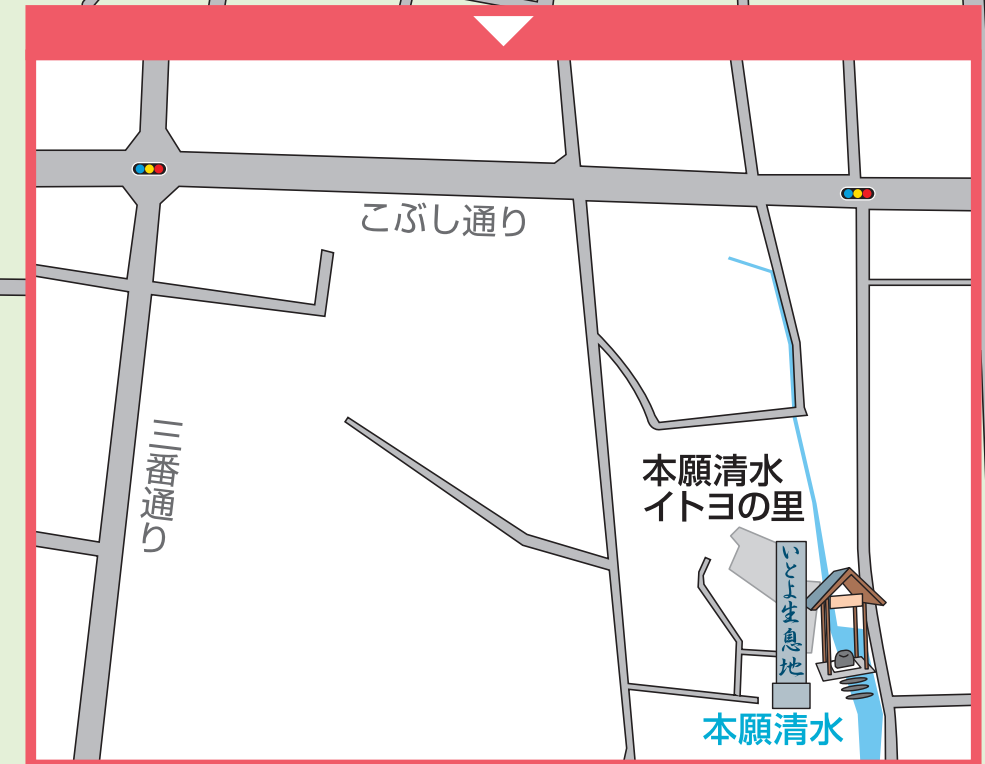 こぶし通り
三番通り
本願清水
イトヨの里
いとよ生息地
本願清水